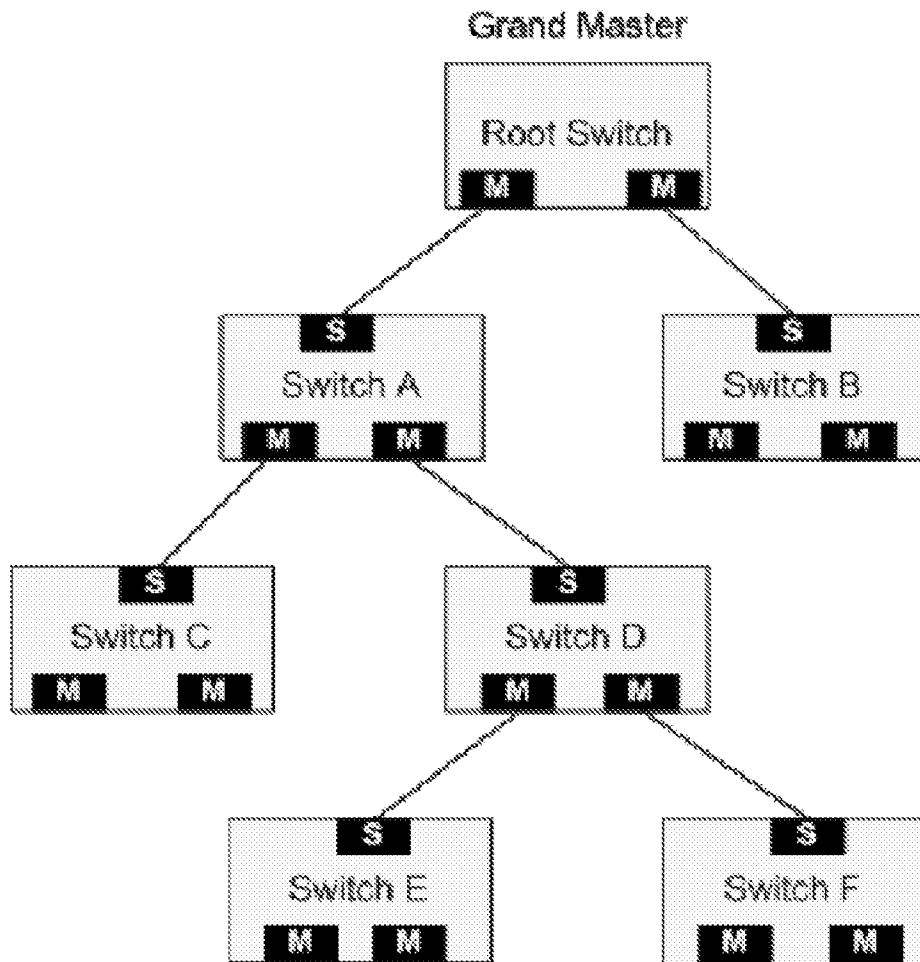 Grand Master
Root Switch
M M
S S
Switch A Switch B
M M M M
S S
Switch C Switch D
M M M M
S S
Switch E Switch F
M M M M